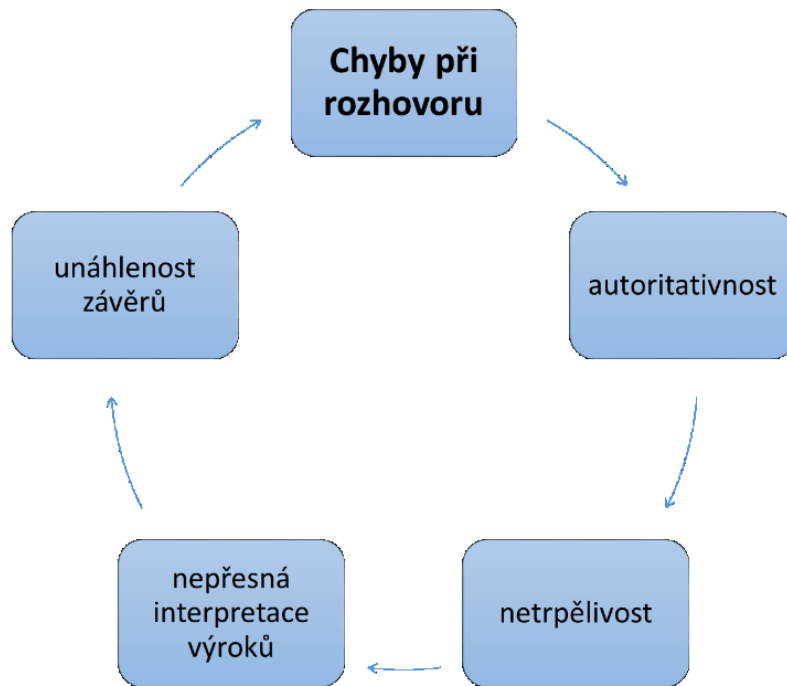 Chyby při
rozhovoru
autoritativnost
netrpělivost
nepřesná
interpretace
výroků
unáhlenost
závěrů